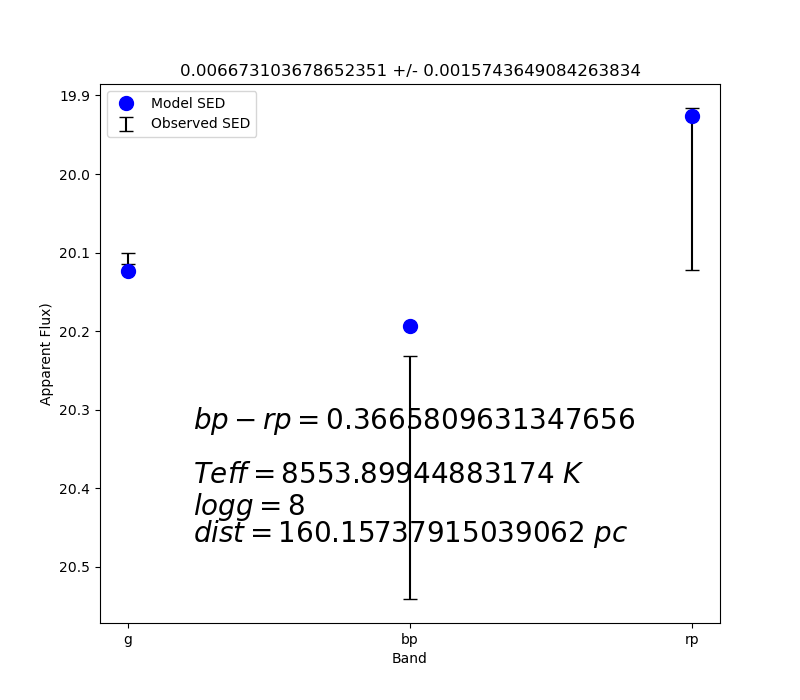 0.006673103678652351 +/- 0.0015743649084263834
Model SED
Observed SED
19.9
20.0
20.1
20.2
20.3
20.4
20.5
Apparent Flux)
bp − rp = 0.3665809631347656
Teff = 8553.89944883174 K
logg = 8
dist = 160.15737915039062 pc
g
bp
rp
Band